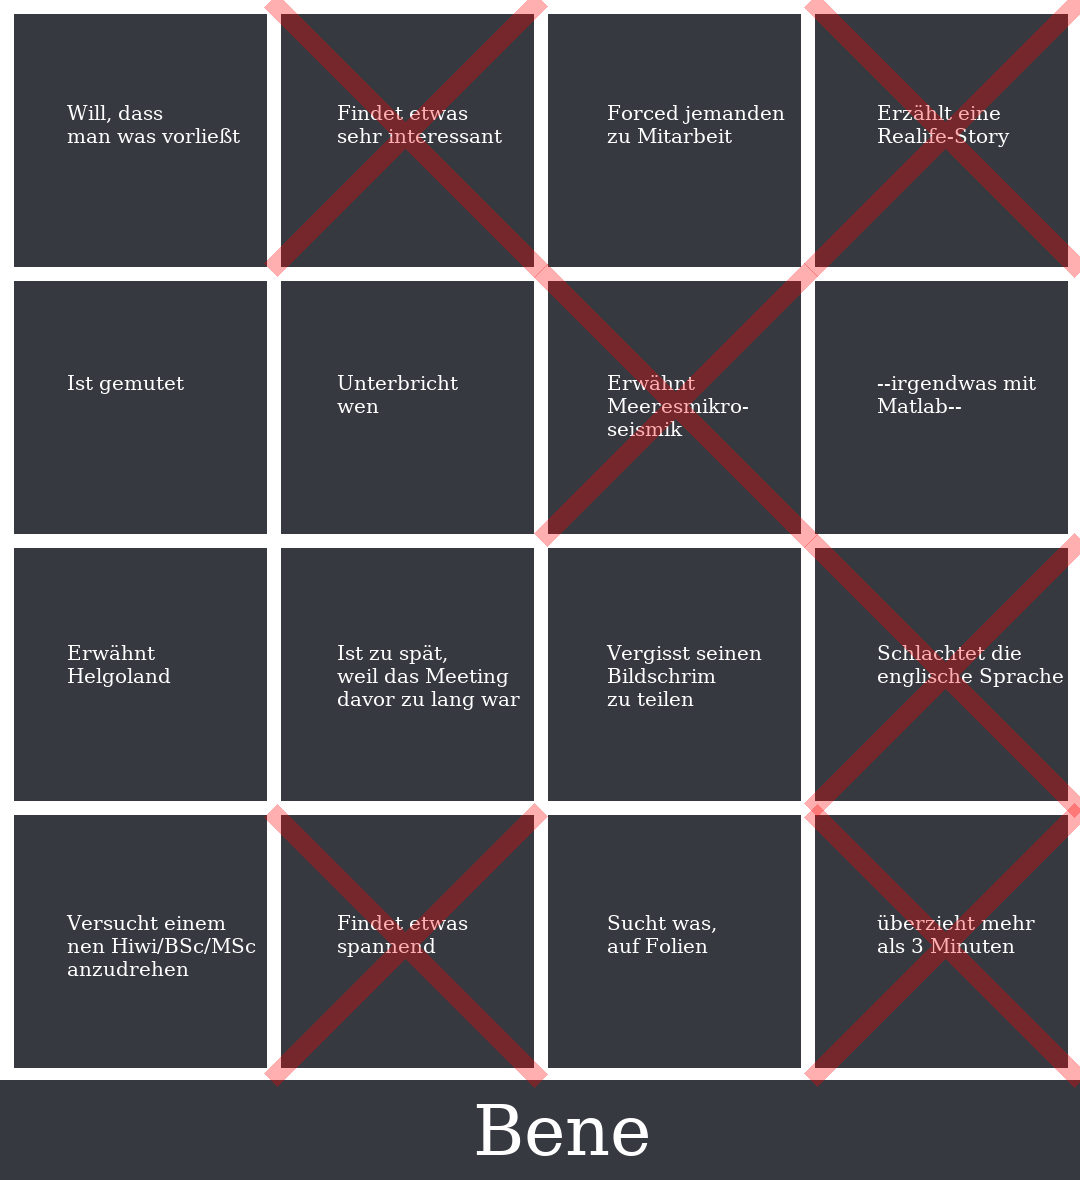 Will, dass
man was vorließt
Findet etwas
sehr interessant
Forced jemanden
zu Mitarbeit
Erzählt eine
Realife-Story
Ist gemutet
Unterbricht
wen
Erwähnt
Meeresmikro-
seismik
--irgendwas mit
Matlab--
Erwähnt
Helgoland
Ist zu spät,
weil das Meeting
davor zu lang war
Vergisst seinen
Bildschrim
zu teilen
Schlachtet die
englische Sprache
Versucht einem
nen Hiwi/BSc/MSc
anzudrehen
Findet etwas
spannend
Sucht was,
auf Folien
überzieht mehr
als 3 Minuten
Bene